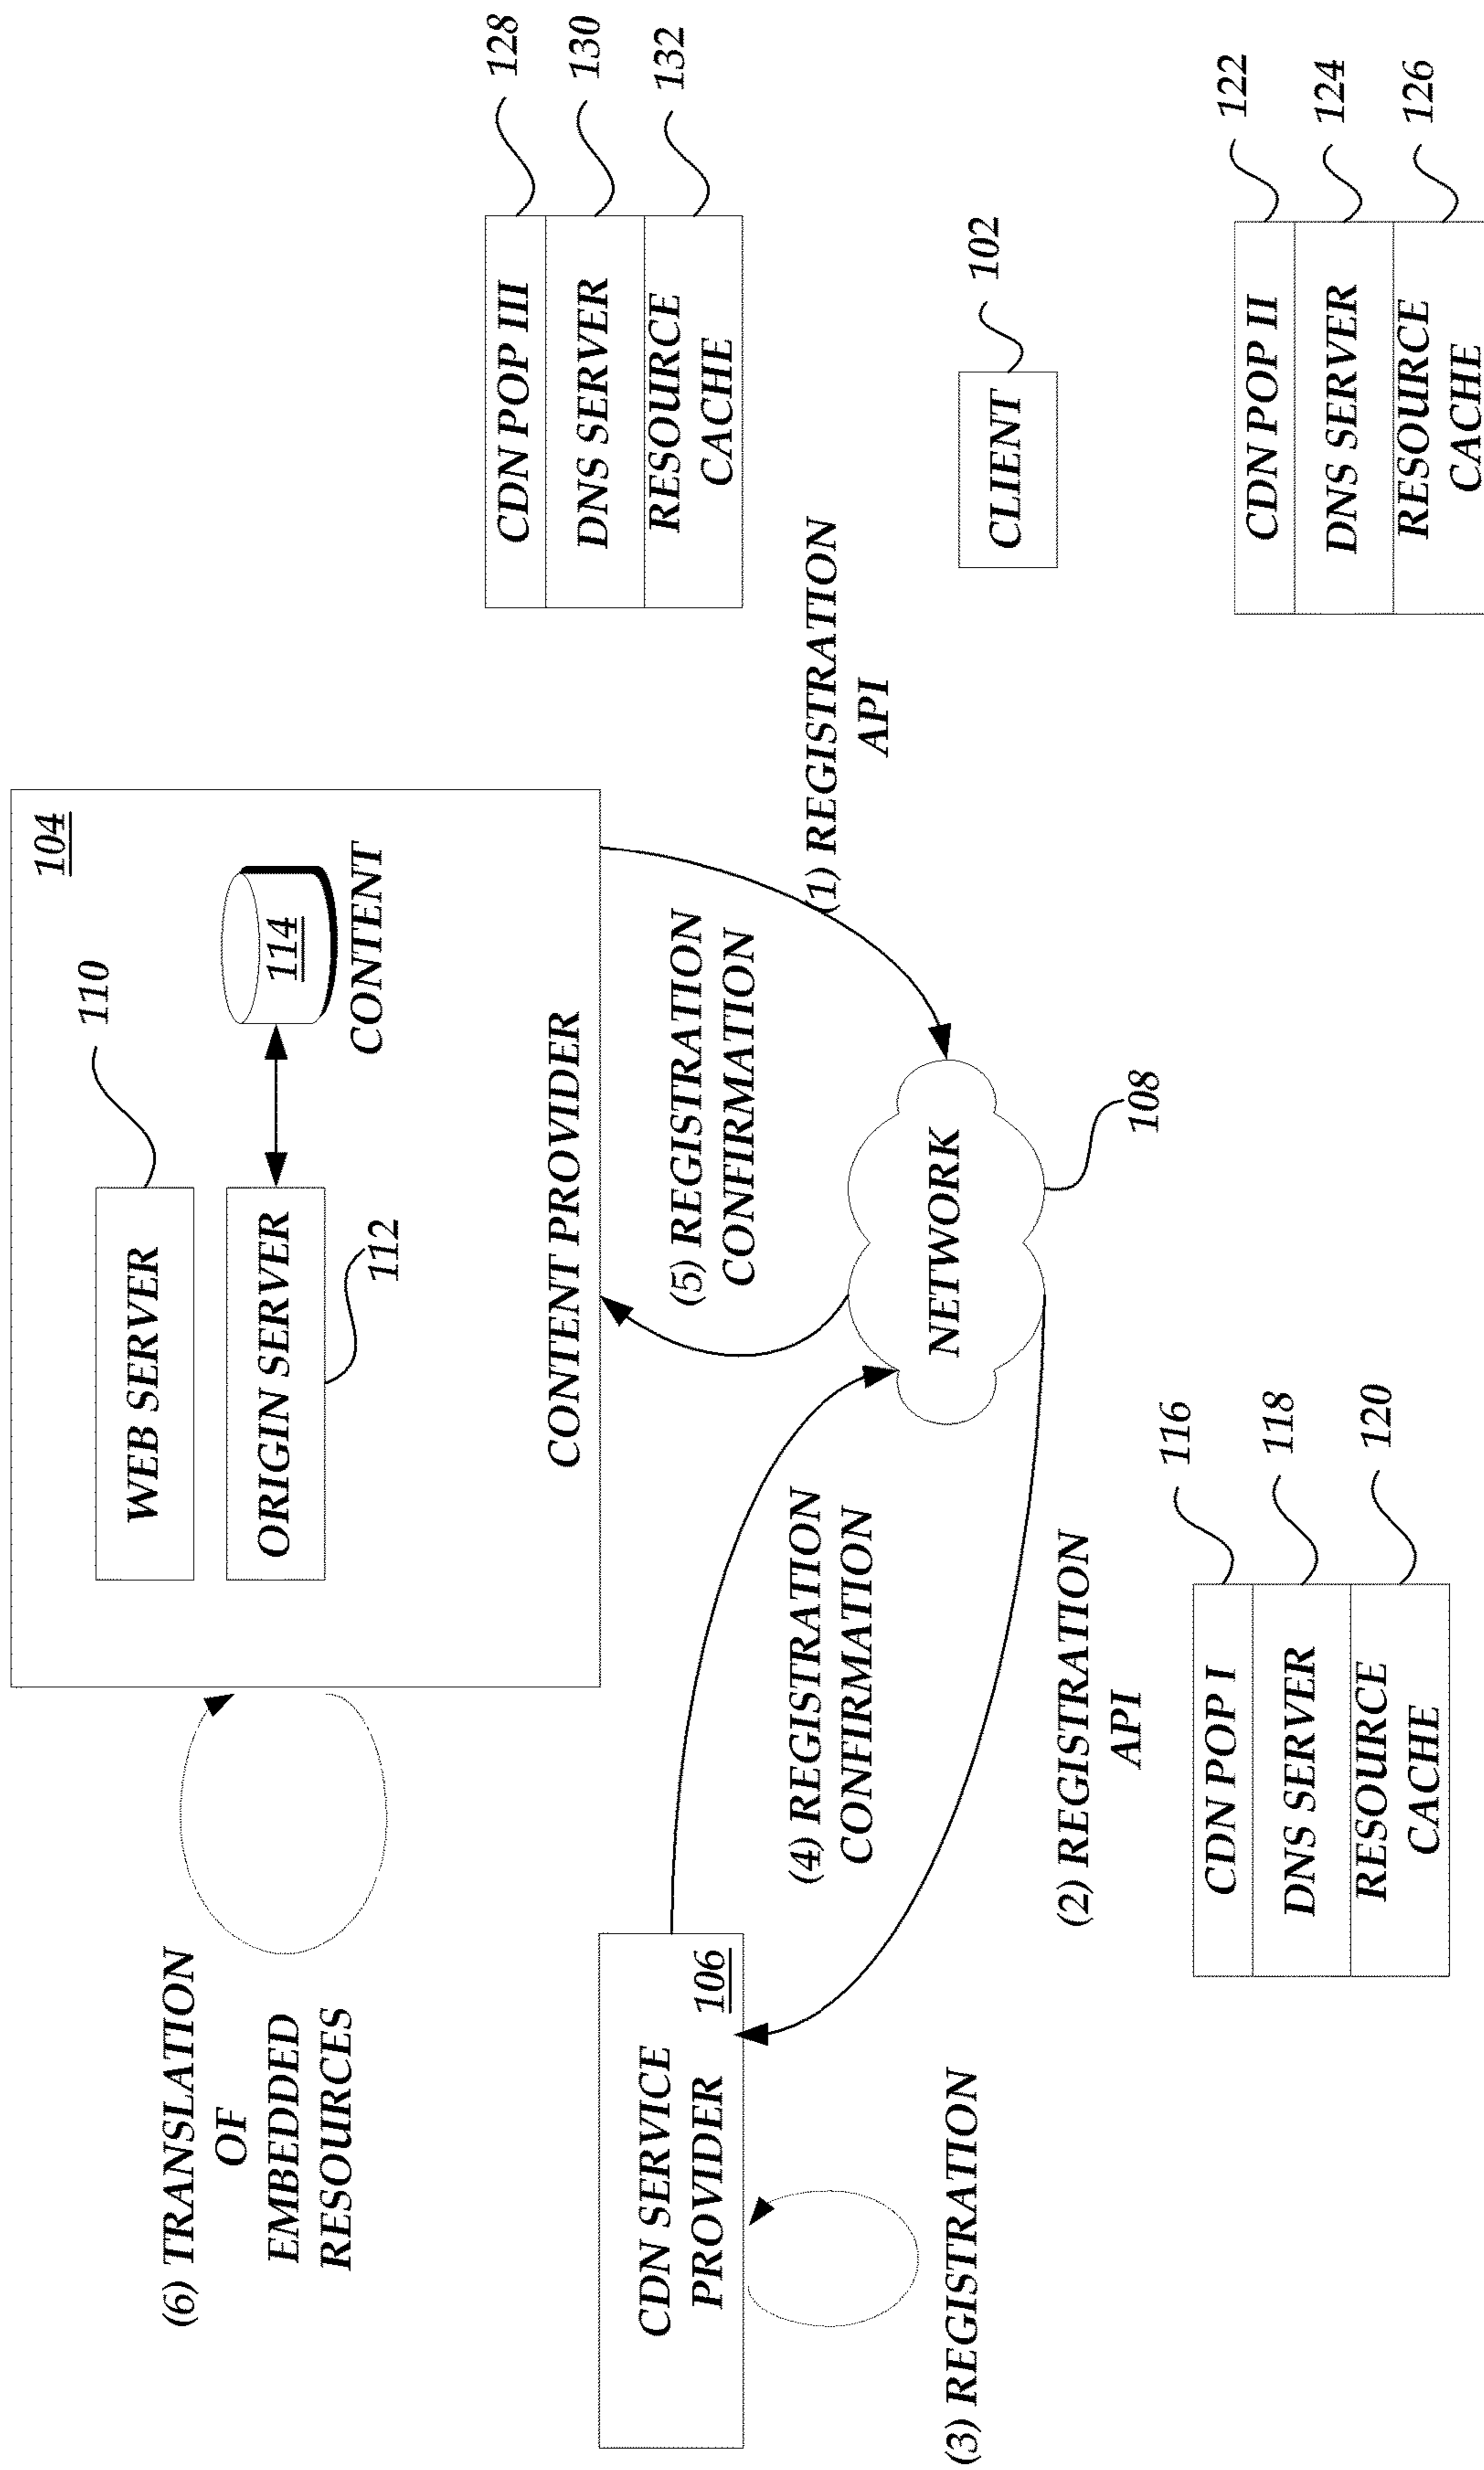 (6) TRANSLATION
OF
EMBEDDED
RESOURCES
104
WEB SERVER
110
ORIGIN SERVER
112
114
CONTENT
CONTENT PROVIDER
CDN SERVICE
PROVIDER
106
(3) REGISTRATION
(4) REGISTRATION
CONFIRMATION
(5) REGISTRATION
CONFIRMATION
(1) REGISTRATION
API
(2) REGISTRATION
API
NETWORK
108
CDN POP III
128
DNS SERVER
130
RESOURCE
CACHE
132
CLIENT
102
CDN POP I
116
DNS SERVER
118
RESOURCE
CACHE
120
CDN POP II
122
DNS SERVER
124
RESOURCE
CACHE
126